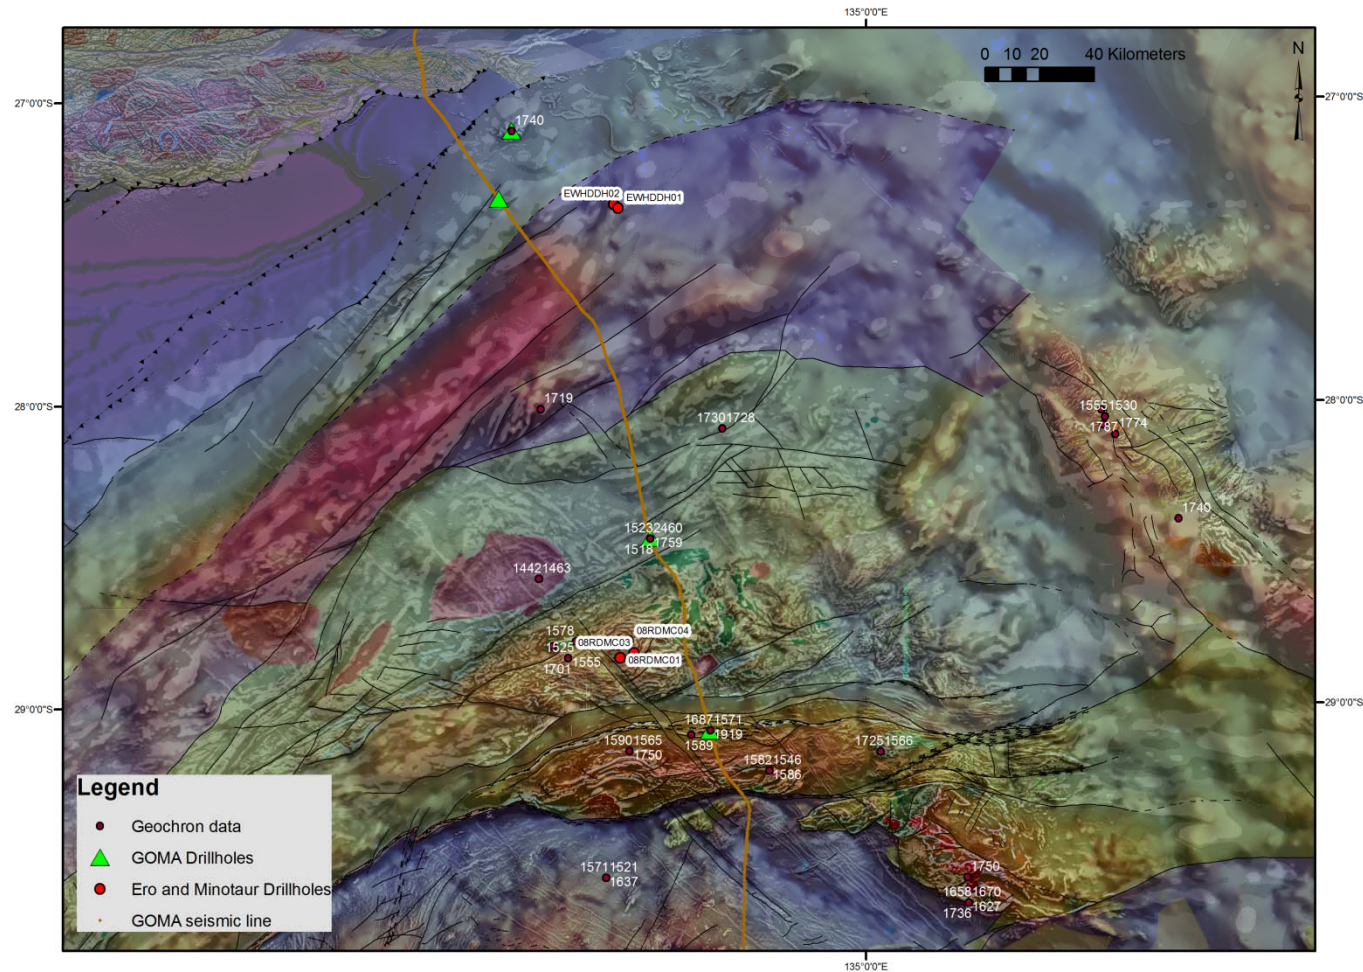 135°0'0"E
0 10 20 40 Kilometers
N
27°0'0"S
27°0'0"S
1740
EWHDDH02
EWHDDH01
28°0'0"S
28°0'0"S
1719
17301728
15551530
1787 1774
1740
15232460
1518 1759
14421463
1578
08RDMC04
1525
08RDMC03
1701 1555
08RDMC01
29°0'0"S
29°0'0"S
16871571
1919
1589
15901565
1750
17251566
15821546
1586
15711521
1637
1750
16581670
1736 1627
Legend
Geochron data
GOMA Drillholes
Ero and Minotaur Drillholes
GOMA seismic line
135°0'0"E